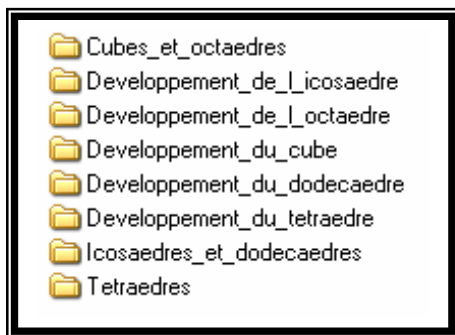 Cubes_et_octaedres
Developpement_de_l_icosaedre
Developpement_de_l_octaedre
Developpement_du_cube
Developpement_du_dodecaedre
Developpement_du_tetraedre
Icosaedres_et_dodecaedres
Tetraedres